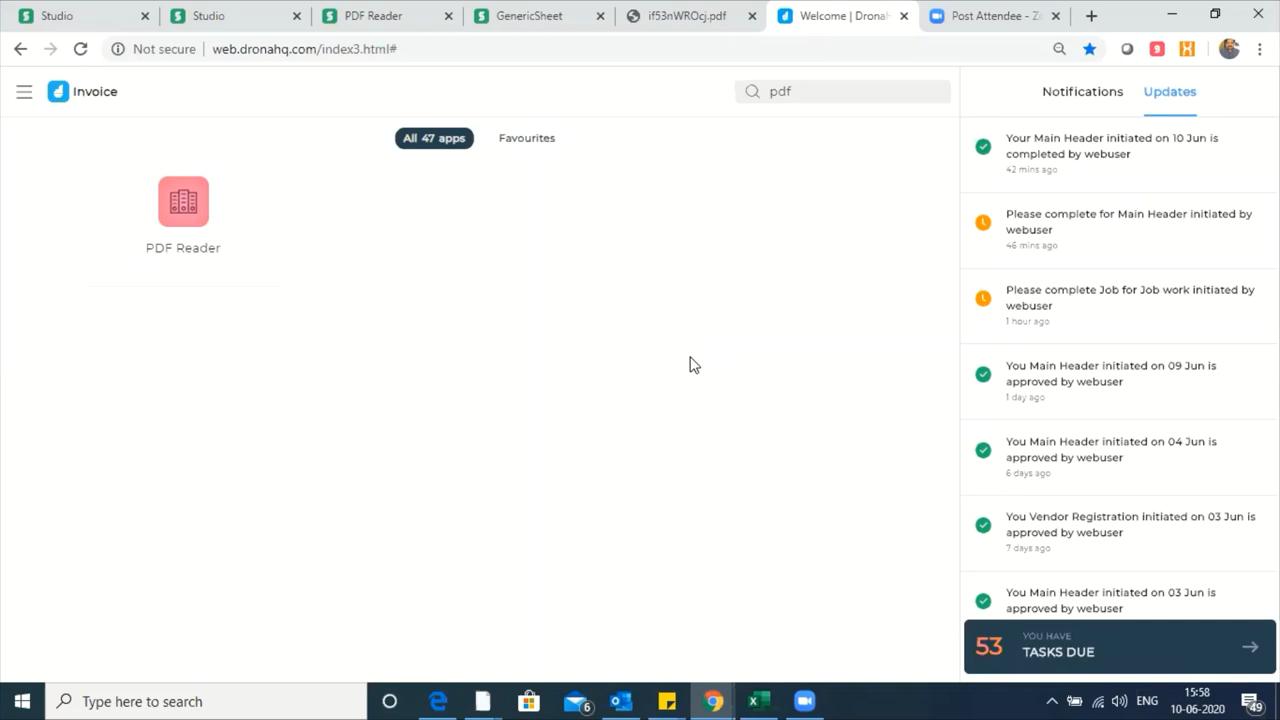 Studio
Studio
PDF Reader
GenericSheet
if53nWROcj.pdf
Welcome | Drona
Post Attendee - Z
Not secure
web.dronahq.com/index3.html#
9
Invoice
pdf
Notifications
Updates
All 47 apps
Favourites
PDF Reader
Your Main Header initiated on 10 Jun is
completed by webuser
42 mins ago
Please complete for Main Header initiated by
webuser
46 mins ago
Please complete Job for Job work initiated by
webuser
1 hour ago
You Main Header initiated on 09 Jun is
approved by webuser
1 day ago
You Main Header initiated on 04 Jun is
approved by webuser
6 days ago
You Vendor Registration initiated on 03 Jun is
approved by webuser
7 days ago
You Main Header initiated on 03 Jun is
approved by webuser
53
YOU HAVE
TASKS DUE
Type here to search
6
ENG
15:58
10-06-2020
49